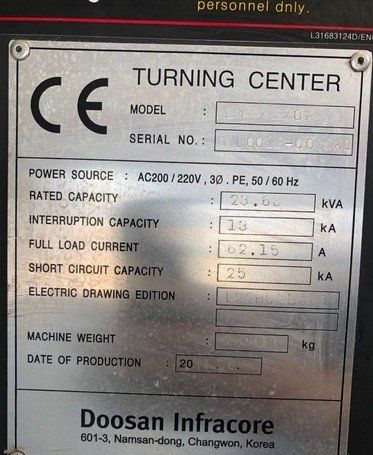 personnel only.
L31683124D/EN
CE
TURNING CENTER
MODEL :
SERIAL NO. :
POWER SOURCE : AC200 / 220V, 3Ø. PE, 50 / 60 Hz
RATED CAPACITY : kVA
INTERRUPTION CAPACITY : 13 kA
FULL LOAD CURRENT : 62.15 A
SHORT CIRCUIT CAPACITY : 25 kA
ELECTRIC DRAWING EDITION :
MACHINE WEIGHT : kg
DATE OF PRODUCTION : 20
Doosan Infracore
601-3, Namsan-dong, Changwon, Korea